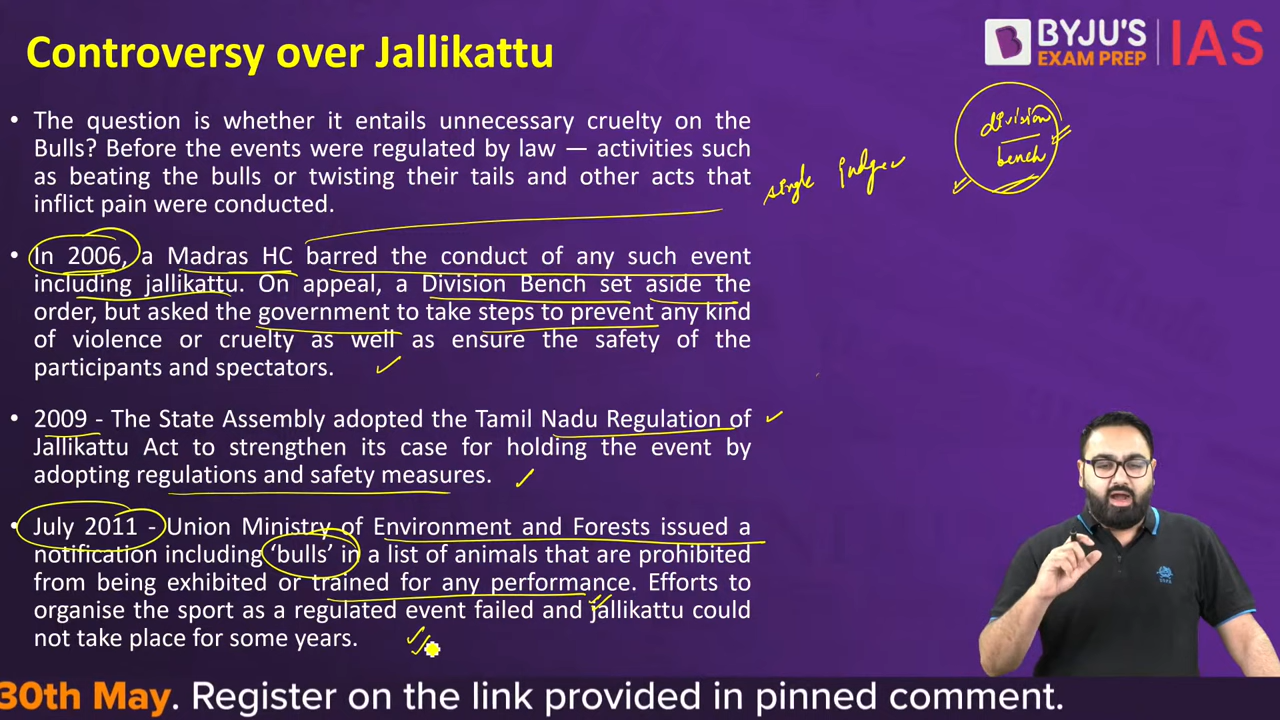 Controversy over Jallikattu
BYJU'S
EXAM PREP
IAS
• The question is whether it entails unnecessary cruelty on the
Bulls? Before the events were regulated by law — activities such
as beating the bulls or twisting their tails and other acts that
inflict pain were conducted.
single judge
division
bench
• In 2006, a Madras HC barred the conduct of any such event
including jallikattu. On appeal, a Division Bench set aside the
order, but asked the government to take steps to prevent any kind
of violence or cruelty as well as ensure the safety of the
participants and spectators.
• 2009 - The State Assembly adopted the Tamil Nadu Regulation of
Jallikattu Act to strengthen its case for holding the event by
adopting regulations and safety measures.
• July 2011 - Union Ministry of Environment and Forests issued a
notification including ‘bulls’ in a list of animals that are prohibited
from being exhibited or trained for any performance. Efforts to
organise the sport as a regulated event failed and jallikattu could
not take place for some years.
30th May. Register on the link provided in pinned comment.